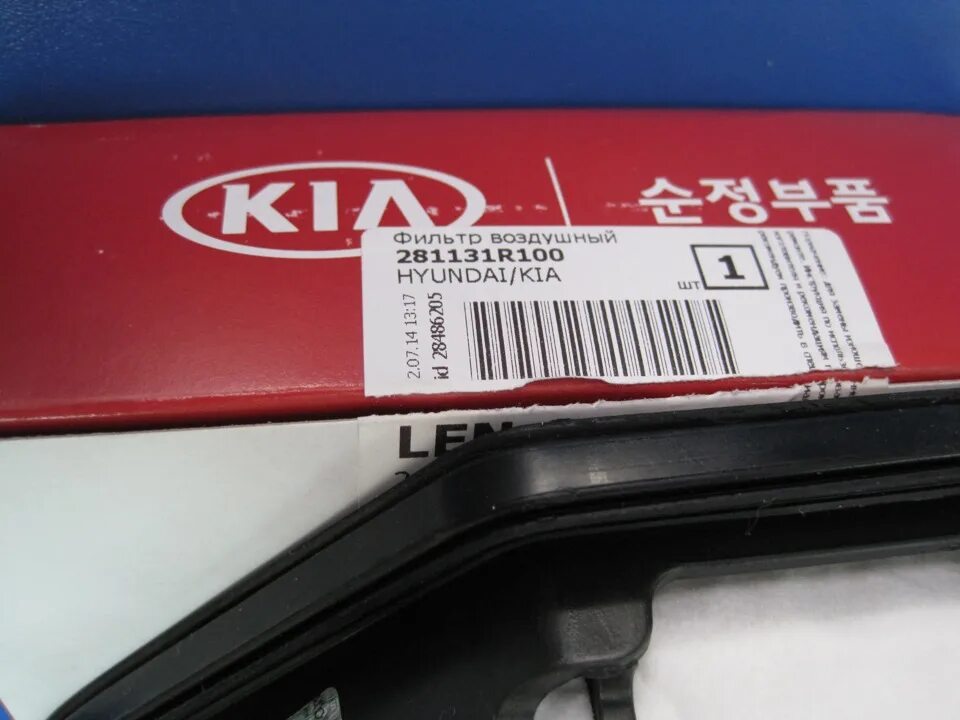 KIA
순정부품
Фильтр воздушный
281131R100
HYUNDAI/KIA
шт 1
2.07.14 13:17
id 28486205
LEN